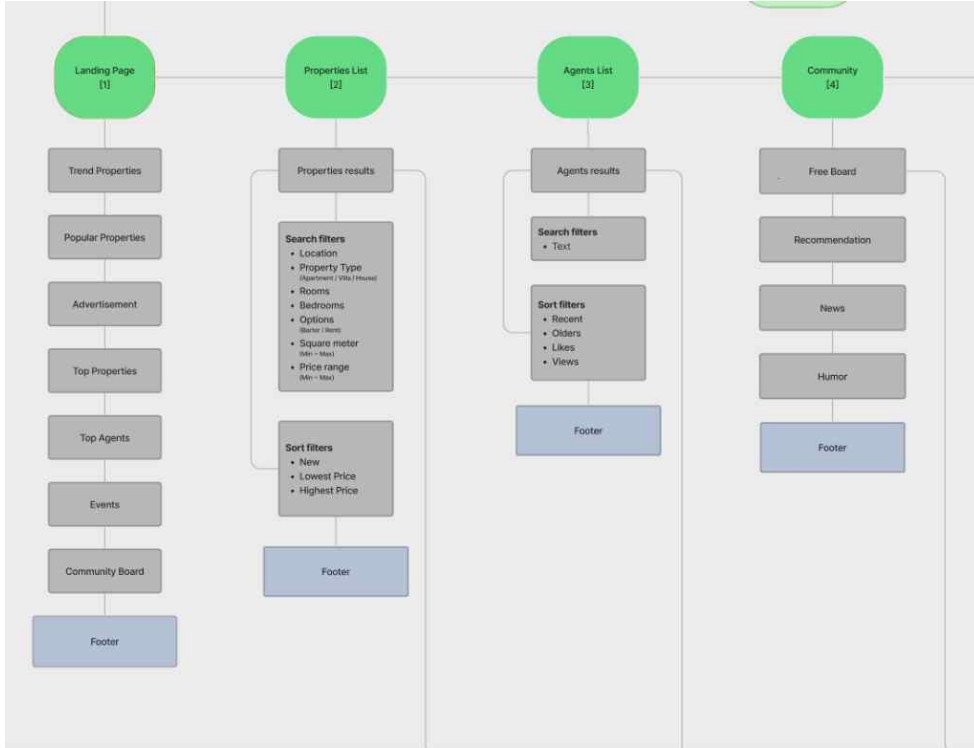 Landing Page
[1]
Trend Properties
Popular Properties
Advertisement
Top Properties
Top Agents
Events
Community Board
Footer
Properties List
[2]
Properties results
Search filters
• Location
• Property Type
(Apartment / Villa / House)
• Rooms
• Bedrooms
• Options
(Barter / Rent)
• Square meter
(Min – Max)
• Price range
(Min – Max)
Sort filters
• New
• Lowest Price
• Highest Price
Footer
Agents List
[3]
Agents results
Search filters
• Text
Sort filters
• Recent
• Olders
• Likes
• Views
Footer
Community
[4]
Free Board
Recommendation
News
Humor
Footer